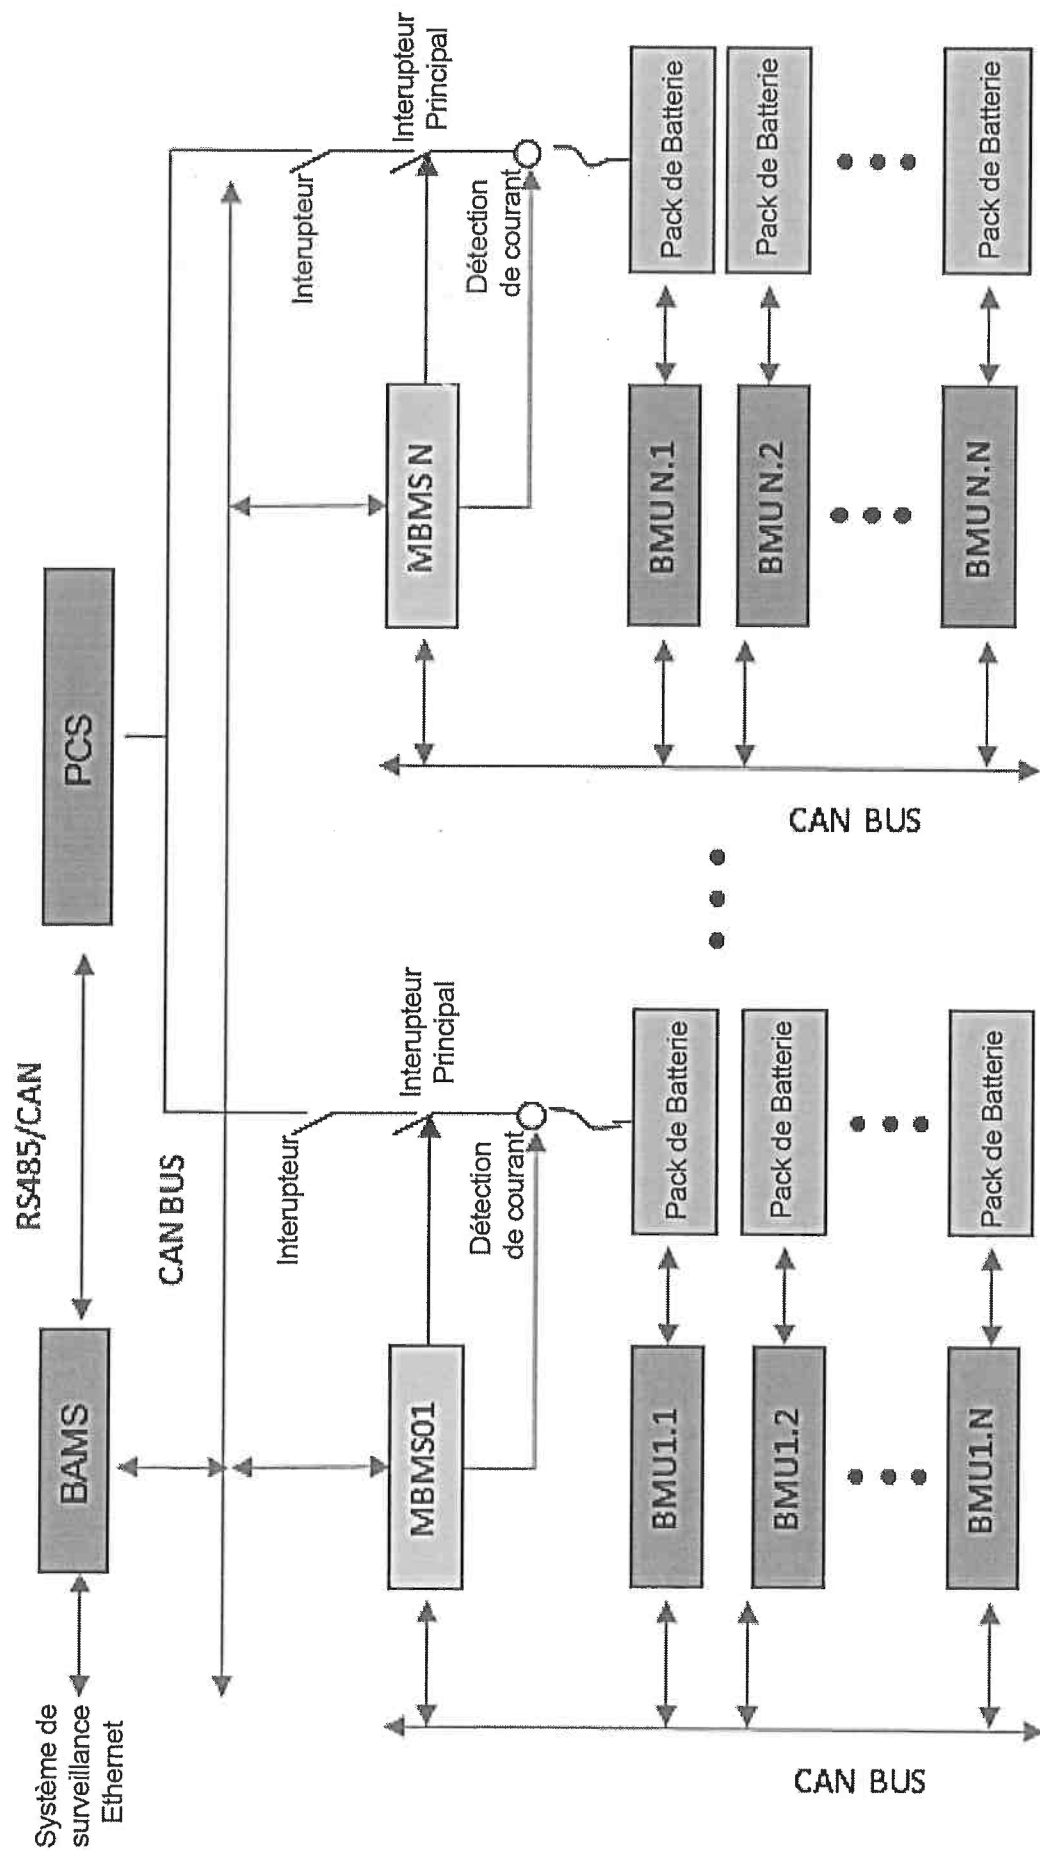 Système de
surveillance
Ethernet
BAMS
RS485/CAN
PCS
CAN BUS
Interupteur
Interupteur
Principal
Détection
de courant
MBMS01
BMU1.1
Pack de Batterie
BMU1.2
Pack de Batterie
BMU1.N
Pack de Batterie
CAN BUS
Interupteur
Interupteur
Principal
Détection
de courant
MBMS N
BMU N.1
Pack de Batterie
BMU N.2
Pack de Batterie
BMU N.N
Pack de Batterie
CAN BUS